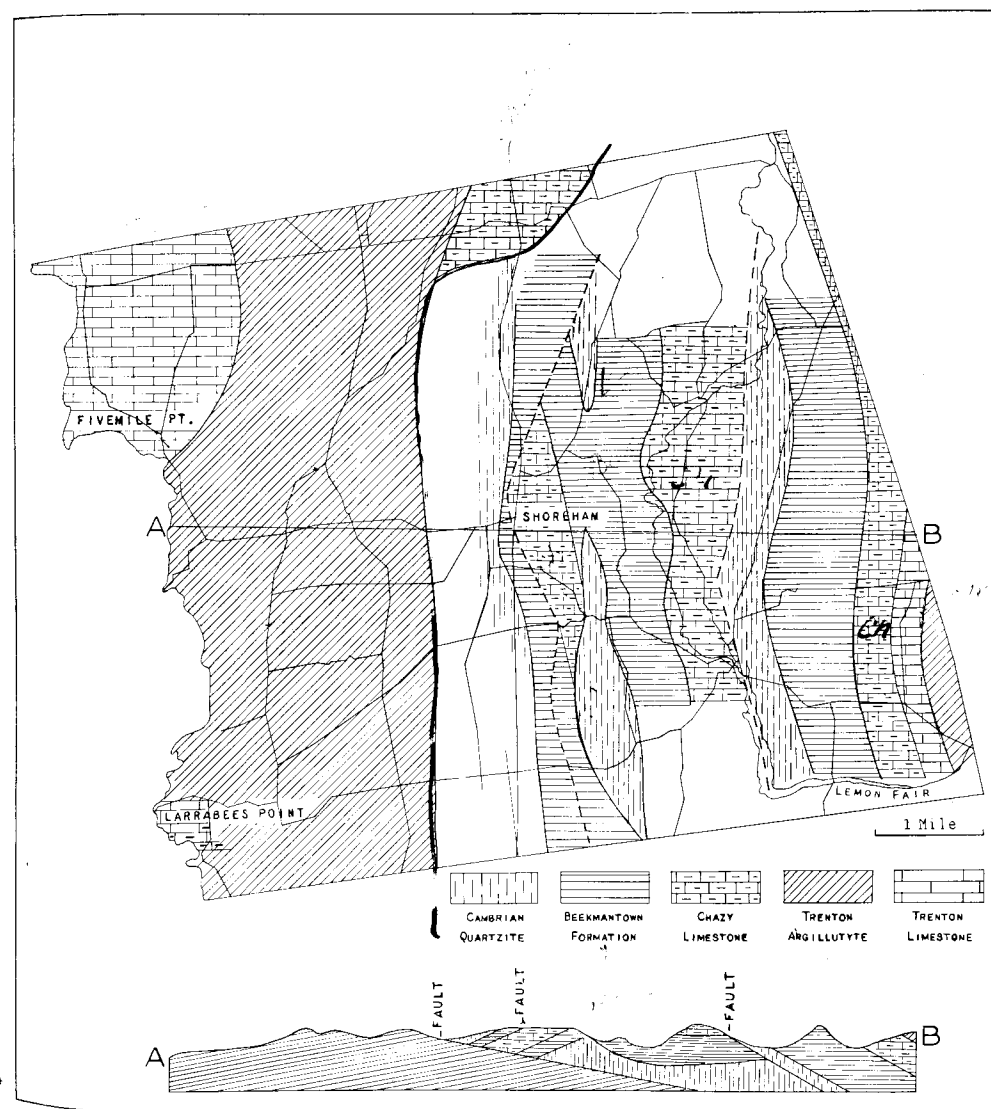 FIVEMILE PT.
A
SHOREHAM
B
LARRABEES POINT
LEMON FAIR
1 Mile
CAMBRIAN
QUARTZITE
BEEKMANTOWN
FORMATION
CHAZY
LIMESTONE
TRENTON
ARGILLUTYTE
TRENTON
LIMESTONE
FAULT
FAULT
FAULT
A
B